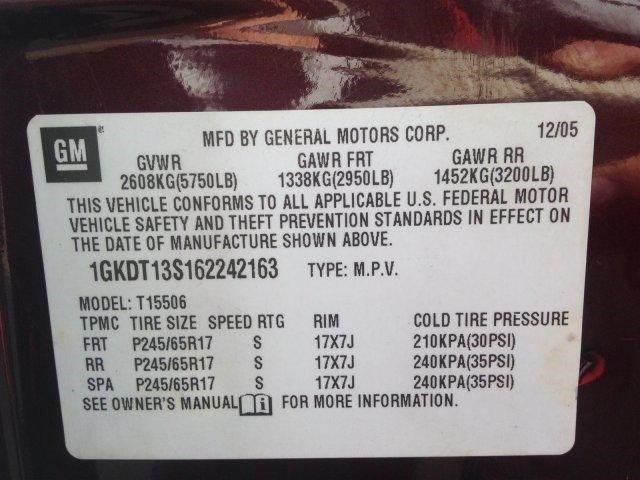 GM
MFD BY GENERAL MOTORS CORP. 12/05
GVWR GAWR FRT GAWR RR
2608KG(5750LB) 1338KG(2950LB) 1452KG(3200LB)
THIS VEHICLE CONFORMS TO ALL APPLICABLE U.S. FEDERAL MOTOR
VEHICLE SAFETY AND THEFT PREVENTION STANDARDS IN EFFECT ON
THE DATE OF MANUFACTURE SHOWN ABOVE.
1GKDT13S162242163 TYPE: M.P.V.
MODEL: T15506
TPMC TIRE SIZE SPEED RTG RIM COLD TIRE PRESSURE
FRT P245/65R17 S 17X7J 210KPA(30PSI)
RR P245/65R17 S 17X7J 240KPA(35PSI)
SPA P245/65R17 S 17X7J 240KPA(35PSI)
SEE OWNER'S MANUAL i FOR MORE INFORMATION.